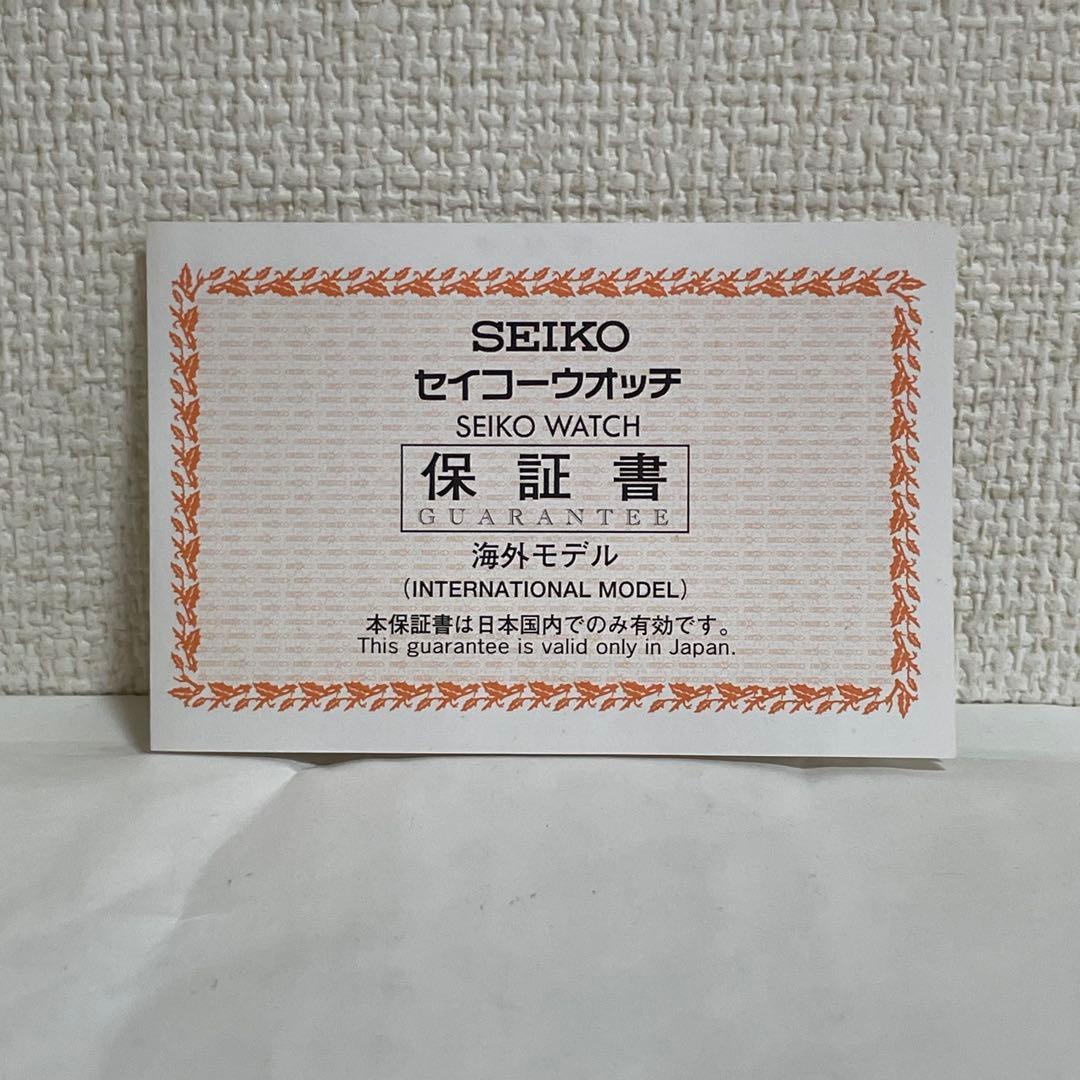 SEIKO
セイコーウオッチ
SEIKO WATCH
保証書
GUARANTEE
海外モデル
(INTERNATIONAL MODEL)
本保証書は日本国内でのみ有効です。
This guarantee is valid only in Japan.